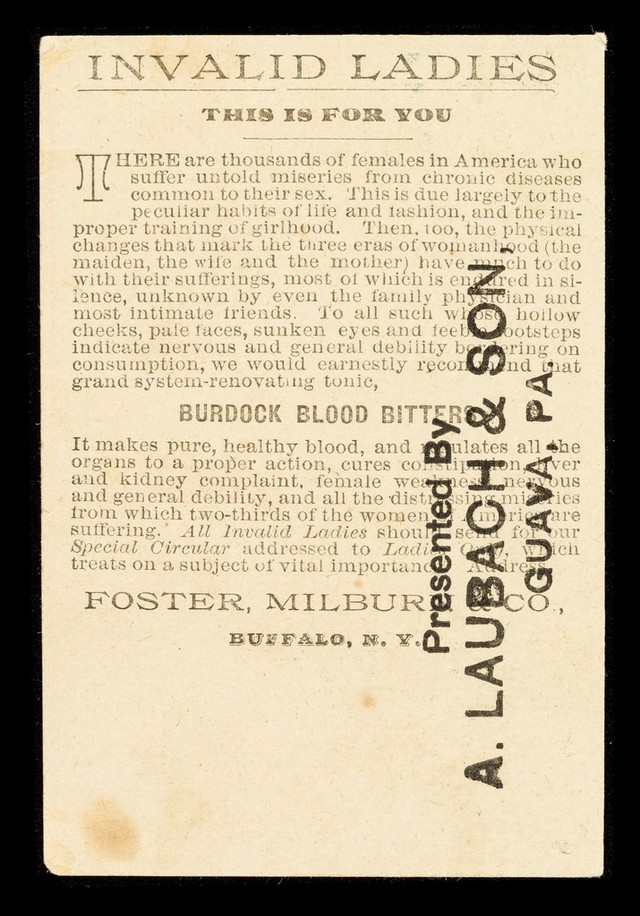 INVALID LADIES
THIS IS FOR YOU
THERE are thousands of females in America who
suffer untold miseries from chronic diseases
common to their sex. This is due largely to the
peculiar habits of life and fashion, and the im-
proper training of girlhood. Then, too, the physical
changes that mark the three eras of womanhood (the
maiden, the wife and the mother) have much to do
with their sufferings, most of which is endured in si-
lence, unknown by even the family physician and
most intimate friends. To all such whose hollow
cheeks, pale faces, sunken eyes and feeble footsteps
indicate nervous and general debility bordering on
consumption, we would earnestly recommend that
grand system-renovating tonic,
BURDOCK BLOOD BITTERS
It makes pure, healthy blood, and regulates all the
organs to a proper action, cures constipation, liver
and kidney complaint, female weakness, nervous
and general debility, and all the distressing miseries
from which two-thirds of the women of America are
suffering. All Invalid Ladies should send for our
Special Circular addressed to Ladies Only, which
treats on a subject of vital importance. Address
FOSTER, MILBURN & CO.,
BUFFALO, N. Y.
Presented By
A. LAUBACH & SON,
GUAVA, PA.